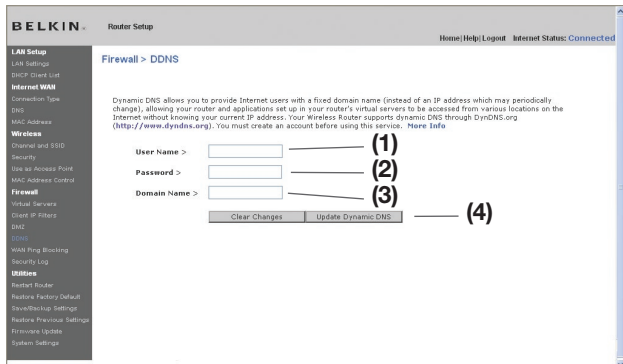 BELKIN.
Router Setup
Home|Help|Logout Internet Status: Connected
LAN Setup
LAN Settings
DHCP Client List
Internet WAN
Connection Type
DNS
MAC Address
Wireless
Channel and SSID
Security
Use as Access Point
MAC Address Control
Firewall
Virtual Servers
Client IP Filters
DMZ
DDNS
WAN Ping Blocking
Security Log
Utilities
Restart Router
Restore Factory Default
Save/Backup Settings
Restore Previous Settings
Firmware Update
System Settings
Firewall > DDNS
Dynamic DNS allows you to provide Internet users with a fixed domain name (instead of an IP address which may periodically
change), allowing your router and applications set up in your router's virtual servers to be accessed from various locations on the
Internet without knowing your current IP address. Your Wireless Router supports dynamic DNS through DynDNS.org
(http://www.dyndns.org). You must create an account before using this service. More Info
User Name > (1)
Password > (2)
Domain Name > (3)
Clear Changes Update Dynamic DNS (4)